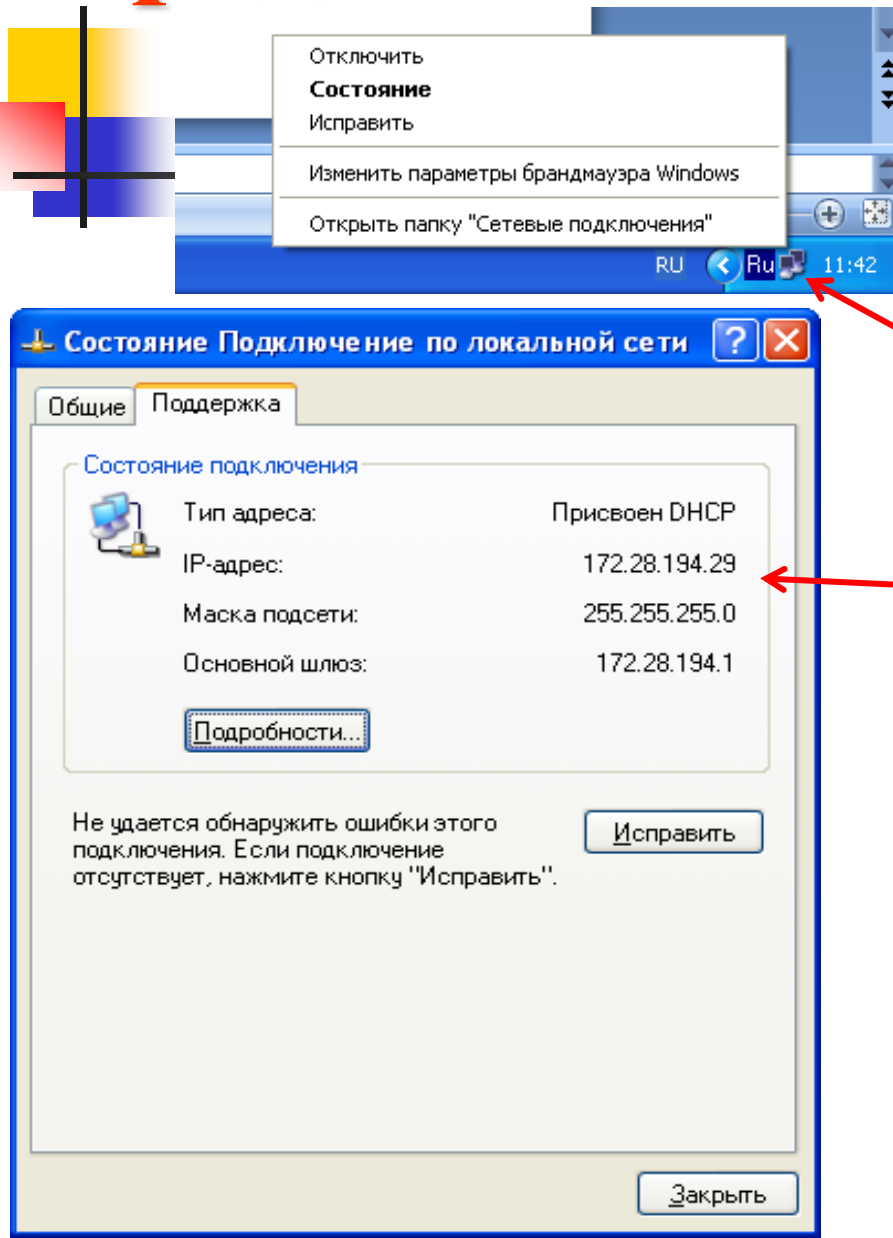 Отключить
Состояние
Исправить
Изменить параметры брандмауэра Windows
Открыть папку "Сетевые подключения"
RU Ru 11:42
Состояние Подключение по локальной сети
Общие Поддержка
Состояние подключения
Тип адреса: Присвоен DHCP
IP-адрес: 172.28.194.29
Маска подсети: 255.255.255.0
Основной шлюз: 172.28.194.1
Подробности...
Не удается обнаружить ошибки этого
подключения. Если подключение
отсутствует, нажмите кнопку "Исправить".
Исправить
Закрыть